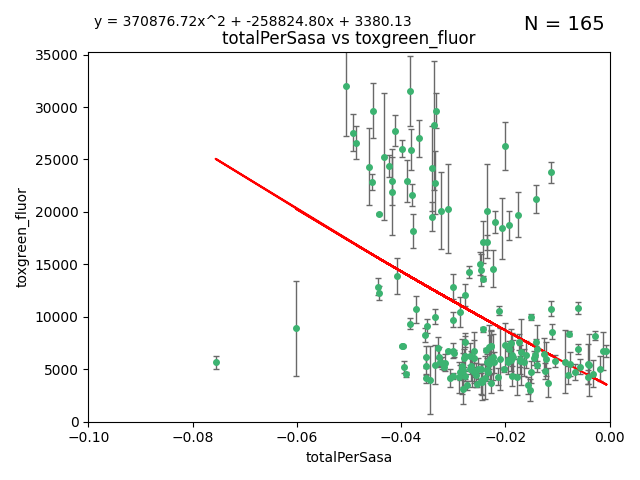 y = 370876.72x^2 + -258824.80x + 3380.13
N = 165
totalPerSasa vs toxgreen_fluor
35000
30000
25000
20000
15000
10000
5000
0
toxgreen_fluor
−0.10 −0.08 −0.06 −0.04 −0.02 0.00
totalPerSasa